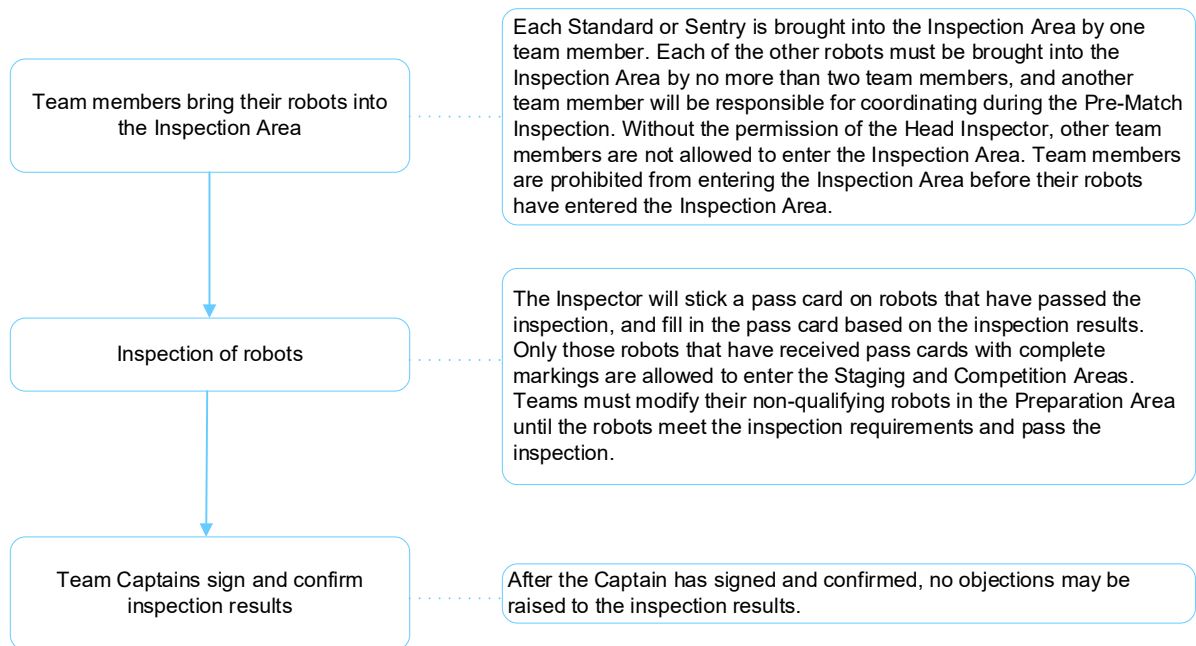 Team members bring their robots into
the Inspection Area
Each Standard or Sentry is brought into the Inspection Area by one
team member. Each of the other robots must be brought into the
Inspection Area by no more than two team members, and another
team member will be responsible for coordinating during the Pre-Match
Inspection. Without the permission of the Head Inspector, other team
members are not allowed to enter the Inspection Area. Team members
are prohibited from entering the Inspection Area before their robots
have entered the Inspection Area.
Inspection of robots
The Inspector will stick a pass card on robots that have passed the
inspection, and fill in the pass card based on the inspection results.
Only those robots that have received pass cards with complete
markings are allowed to enter the Staging and Competition Areas.
Teams must modify their non-qualifying robots in the Preparation Area
until the robots meet the inspection requirements and pass the
inspection.
Team Captains sign and confirm
inspection results
After the Captain has signed and confirmed, no objections may be
raised to the inspection results.